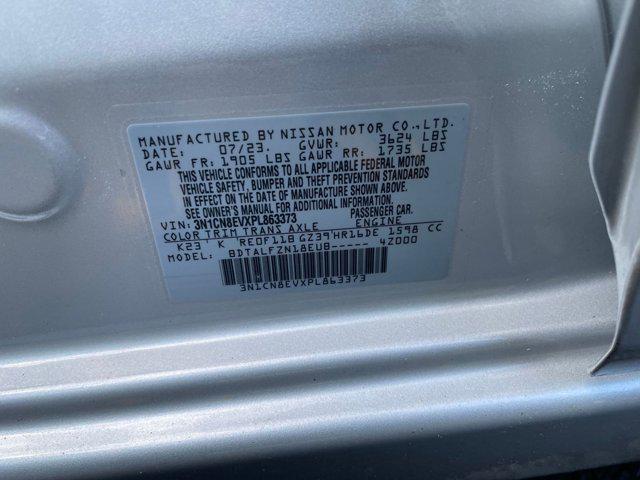 MANUFACTURED BY NISSAN MOTOR CO., LTD.
DATE: 07/23. GVWR: 3624 LBS
GAWR FR: 1905 LBS GAWR RR: 1735 LBS
THIS VEHICLE CONFORMS TO ALL APPLICABLE FEDERAL MOTOR
VEHICLE SAFETY, BUMPER AND THEFT PREVENTION STANDARDS
IN EFFECT ON THE DATE OF MANUFACTURE SHOWN ABOVE.
SEE OWNER'S MANUAL FOR ADDITIONAL INFORMATION.
VIN: 3N1CN8EVXPL863373 PASSENGER CAR.
COLOR TRIM TRANS AXLE ENGINE
K23 K RE0F11B GZ39 HR16DE 1598 CC
MODEL: BDTALFZN18EUB----- 4Z000
3N1CN8EVXPL863373